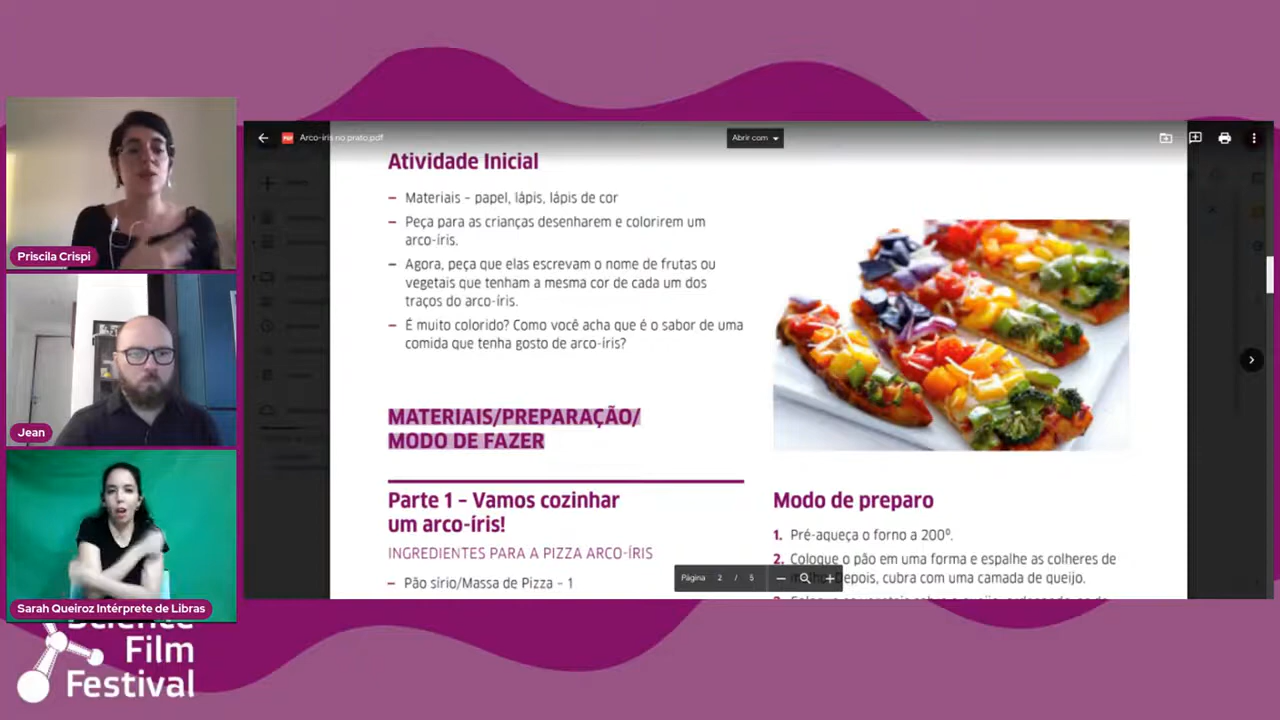 Arco-íris no prato.pdf
Abrir com
Atividade Inicial
– Materiais – papel, lápis, lápis de cor
– Peça para as crianças desenharem e colorirem um
arco-íris.
– Agora, peça que elas escrevam o nome de frutas ou
vegetais que tenham a mesma cor de cada um dos
traços do arco-íris.
– É muito colorido? Como você acha que é o sabor de uma
comida que tenha gosto de arco-íris?
MATERIAIS/PREPARAÇÃO/
MODO DE FAZER
Parte 1 – Vamos cozinhar
um arco-íris!
INGREDIENTES PARA A PIZZA ARCO-ÍRIS
– Pão sírio/Massa de Pizza – 1
Modo de preparo
1. Pré-aqueça o forno a 200º.
2. Coloque o pão em uma forma e espalhe as colheres de
Depois, cubra com uma camada de queijo.
Página 2 / 5
Priscila Crispi
Jean
Sarah Queiroz Intérprete de Libras
Science
Film
Festival